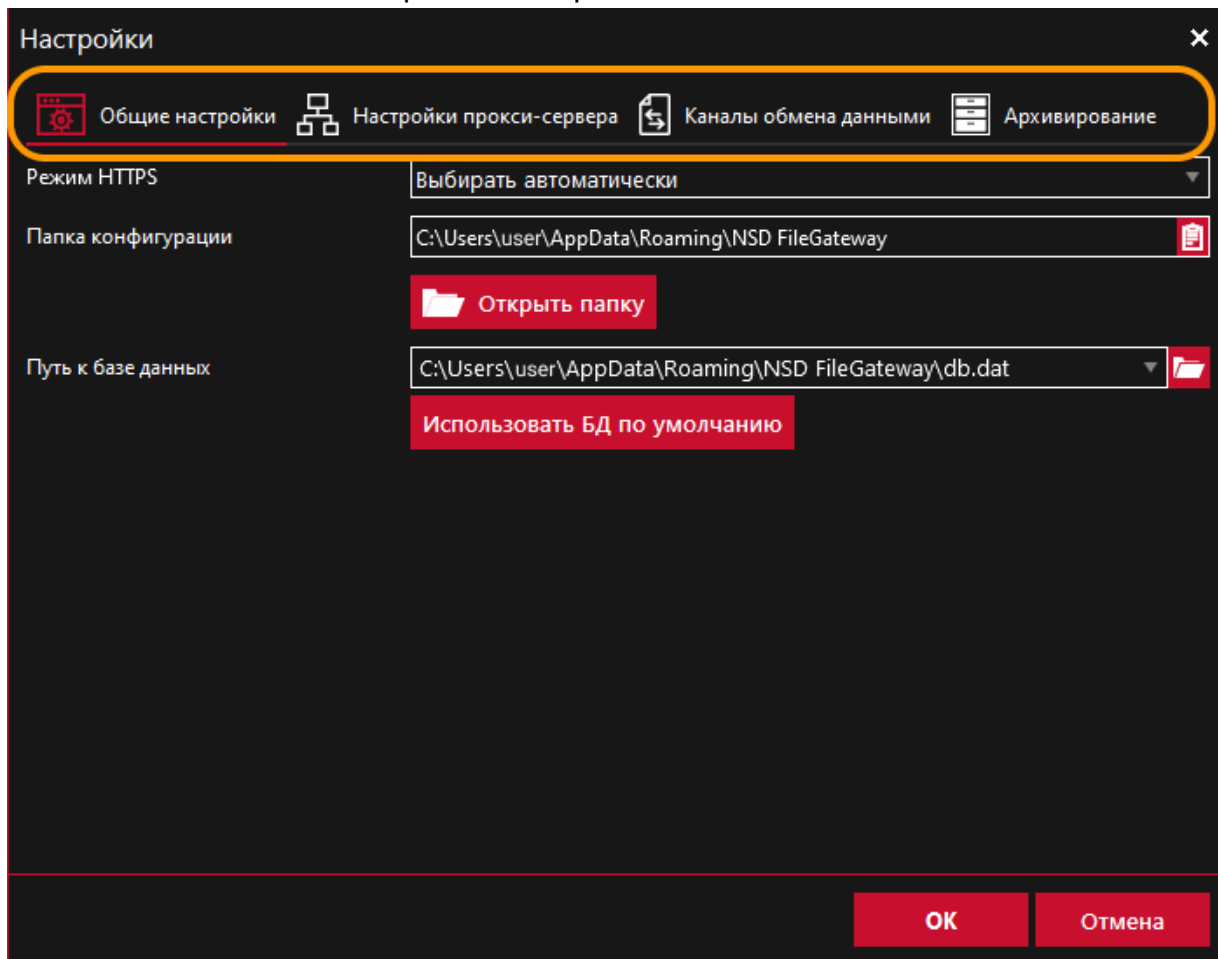 Настройки
Общие настройки Настройки прокси-сервера Каналы обмена данными Архивирование
Режим HTTPS Выбирать автоматически
Папка конфигурации C:\Users\user\AppData\Roaming\NSD FileGateway
Открыть папку
Путь к базе данных C:\Users\user\AppData\Roaming\NSD FileGateway\db.dat
Использовать БД по умолчанию
ОК Отмена